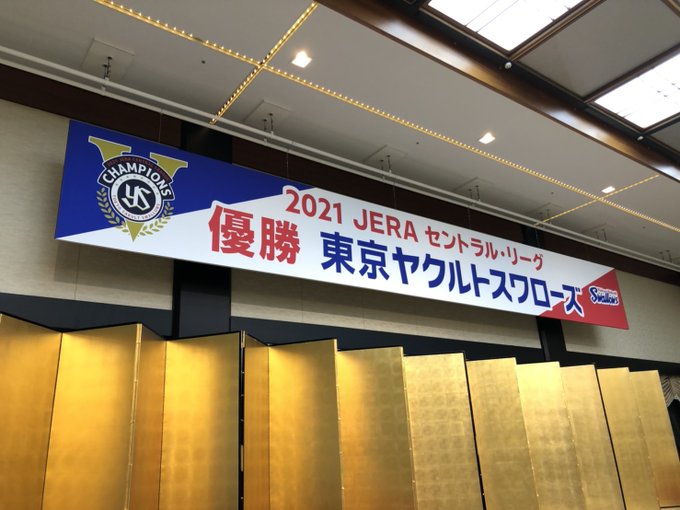 CHAMPIONS
YS
2021 JERA セントラル・リーグ
優勝 東京ヤクルトスワローズ
Swallows